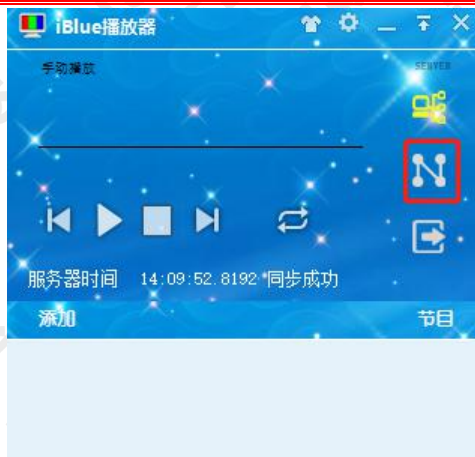 iBlue播放器
手动播放
SERVER
服务器时间 14:09:52.8192 同步成功
添加 节目